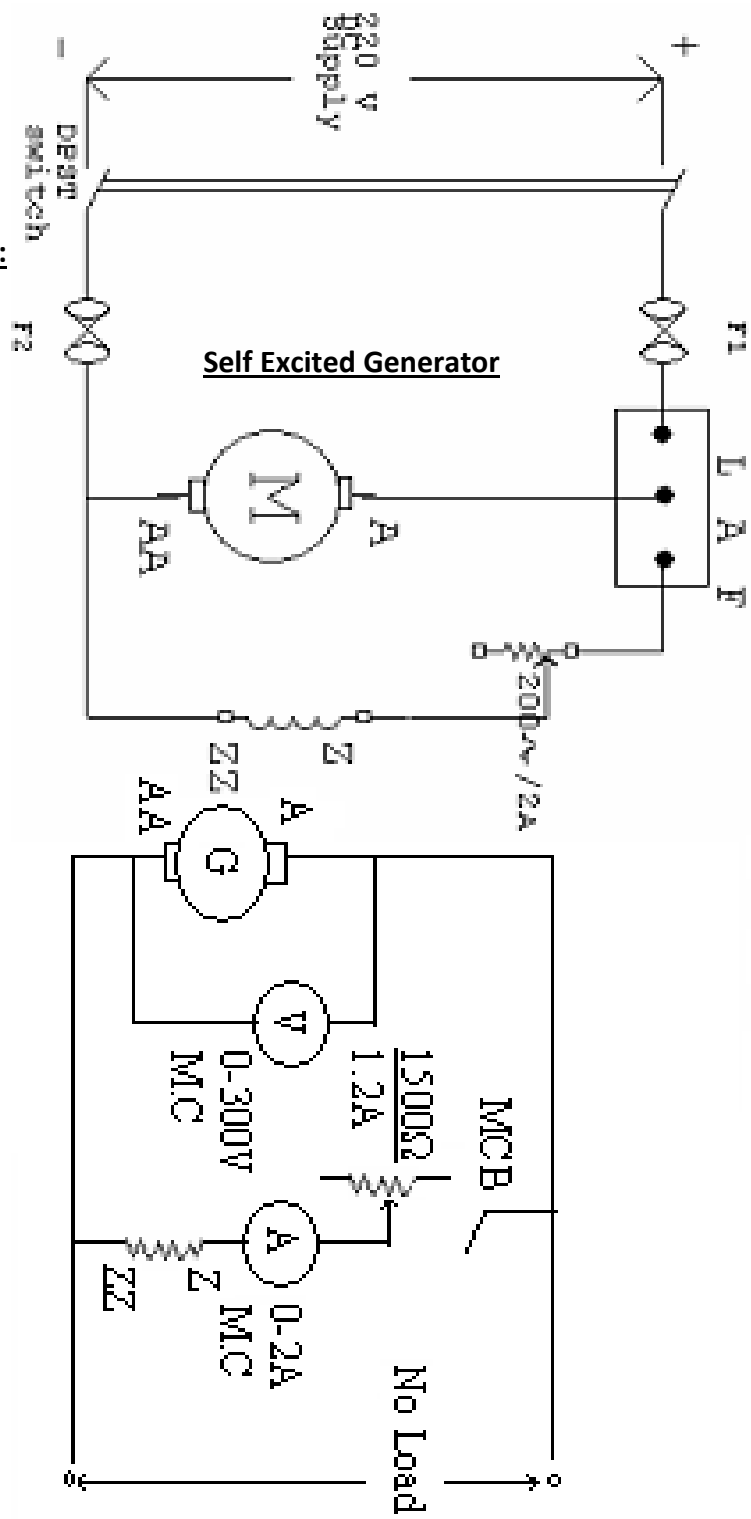 Self Excited Generator
:
+
-
220 V
DC
Supply
DPST
switch
F1
F2
L
A
F
M
A
AA
200~/2A
Z
ZZ
A
AA
G
V
0-300V
M.C
1500Ω
1.2A
MCB
A
0-2A
M.C
Z
ZZ
No Load